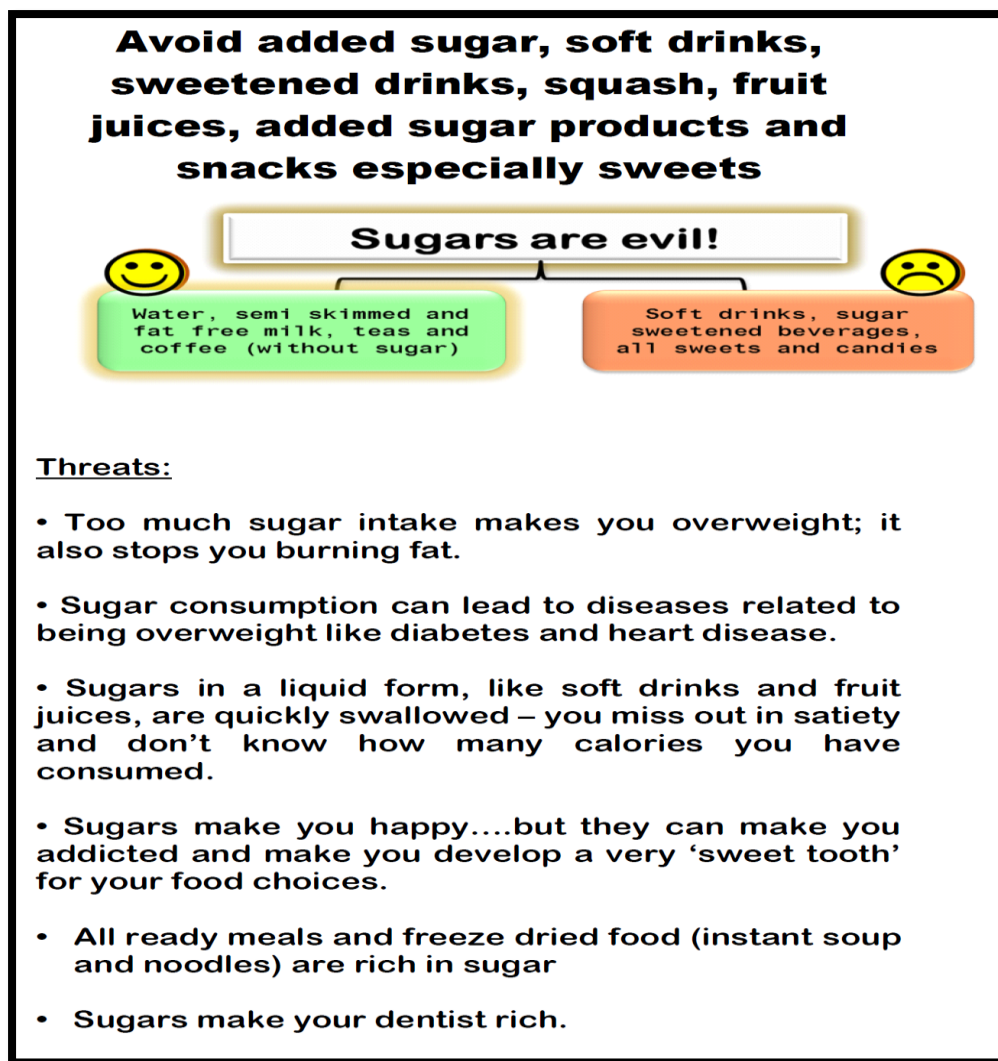 Avoid added sugar, soft drinks,
sweetened drinks, squash, fruit
juices, added sugar products and
snacks especially sweets
Sugars are evil!
Water, semi skimmed and
fat free milk, teas and
coffee (without sugar)
Soft drinks, sugar
sweetened beverages,
all sweets and candies
Threats:
• Too much sugar intake makes you overweight; it
also stops you burning fat.
• Sugar consumption can lead to diseases related to
being overweight like diabetes and heart disease.
• Sugars in a liquid form, like soft drinks and fruit
juices, are quickly swallowed – you miss out in satiety
and don’t know how many calories you have
consumed.
• Sugars make you happy….but they can make you
addicted and make you develop a very ‘sweet tooth’
for your food choices.
• All ready meals and freeze dried food (instant soup
and noodles) are rich in sugar
• Sugars make your dentist rich.